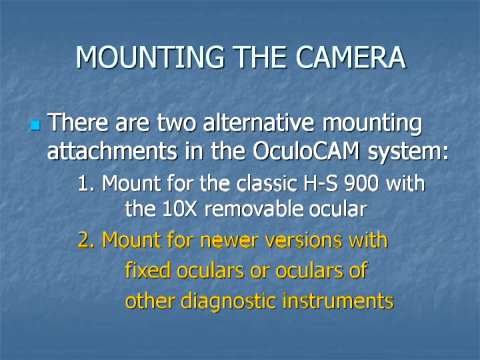 MOUNTING THE CAMERA
There are two alternative mounting
attachments in the OculoCAM system:
1. Mount for the classic H-S 900 with
the 10X removable ocular
2. Mount for newer versions with
fixed oculars or oculars of
other diagnostic instruments